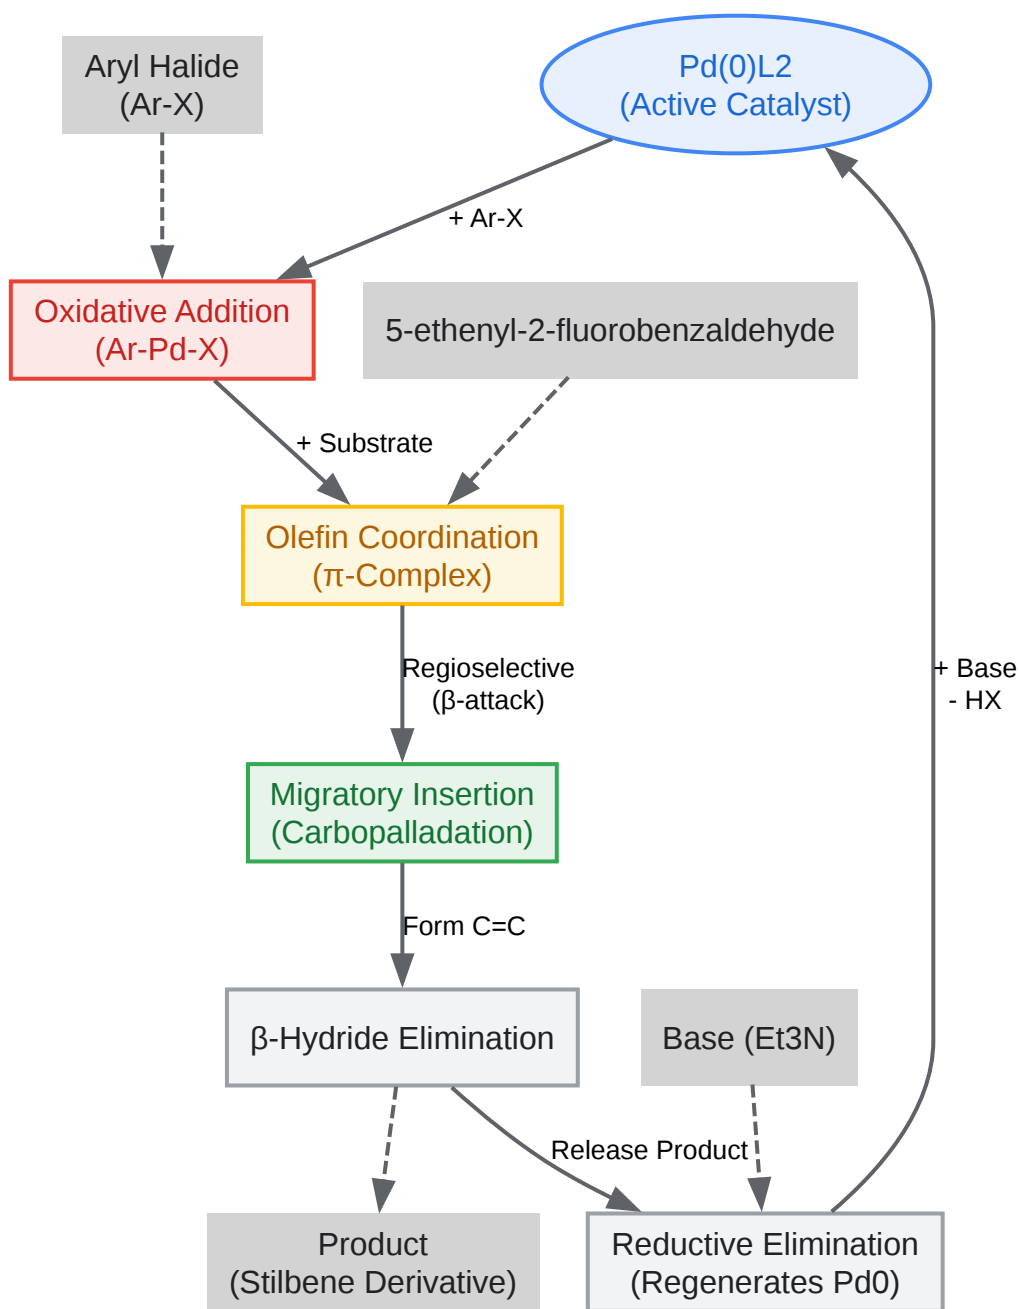 Aryl Halide
(Ar-X)
Pd(0)L2
(Active Catalyst)
+ Ar-X
Oxidative Addition
(Ar-Pd-X)
5-ethenyl-2-fluorobenzaldehyde
+ Substrate
Olefin Coordination
(π-Complex)
Regioselective
(β-attack)
+ Base
- HX
Migratory Insertion
(Carbopalladation)
Form C=C
β-Hydride Elimination
Base (Et3N)
Release Product
Product
(Stilbene Derivative)
Reductive Elimination
(Regenerates Pd0)